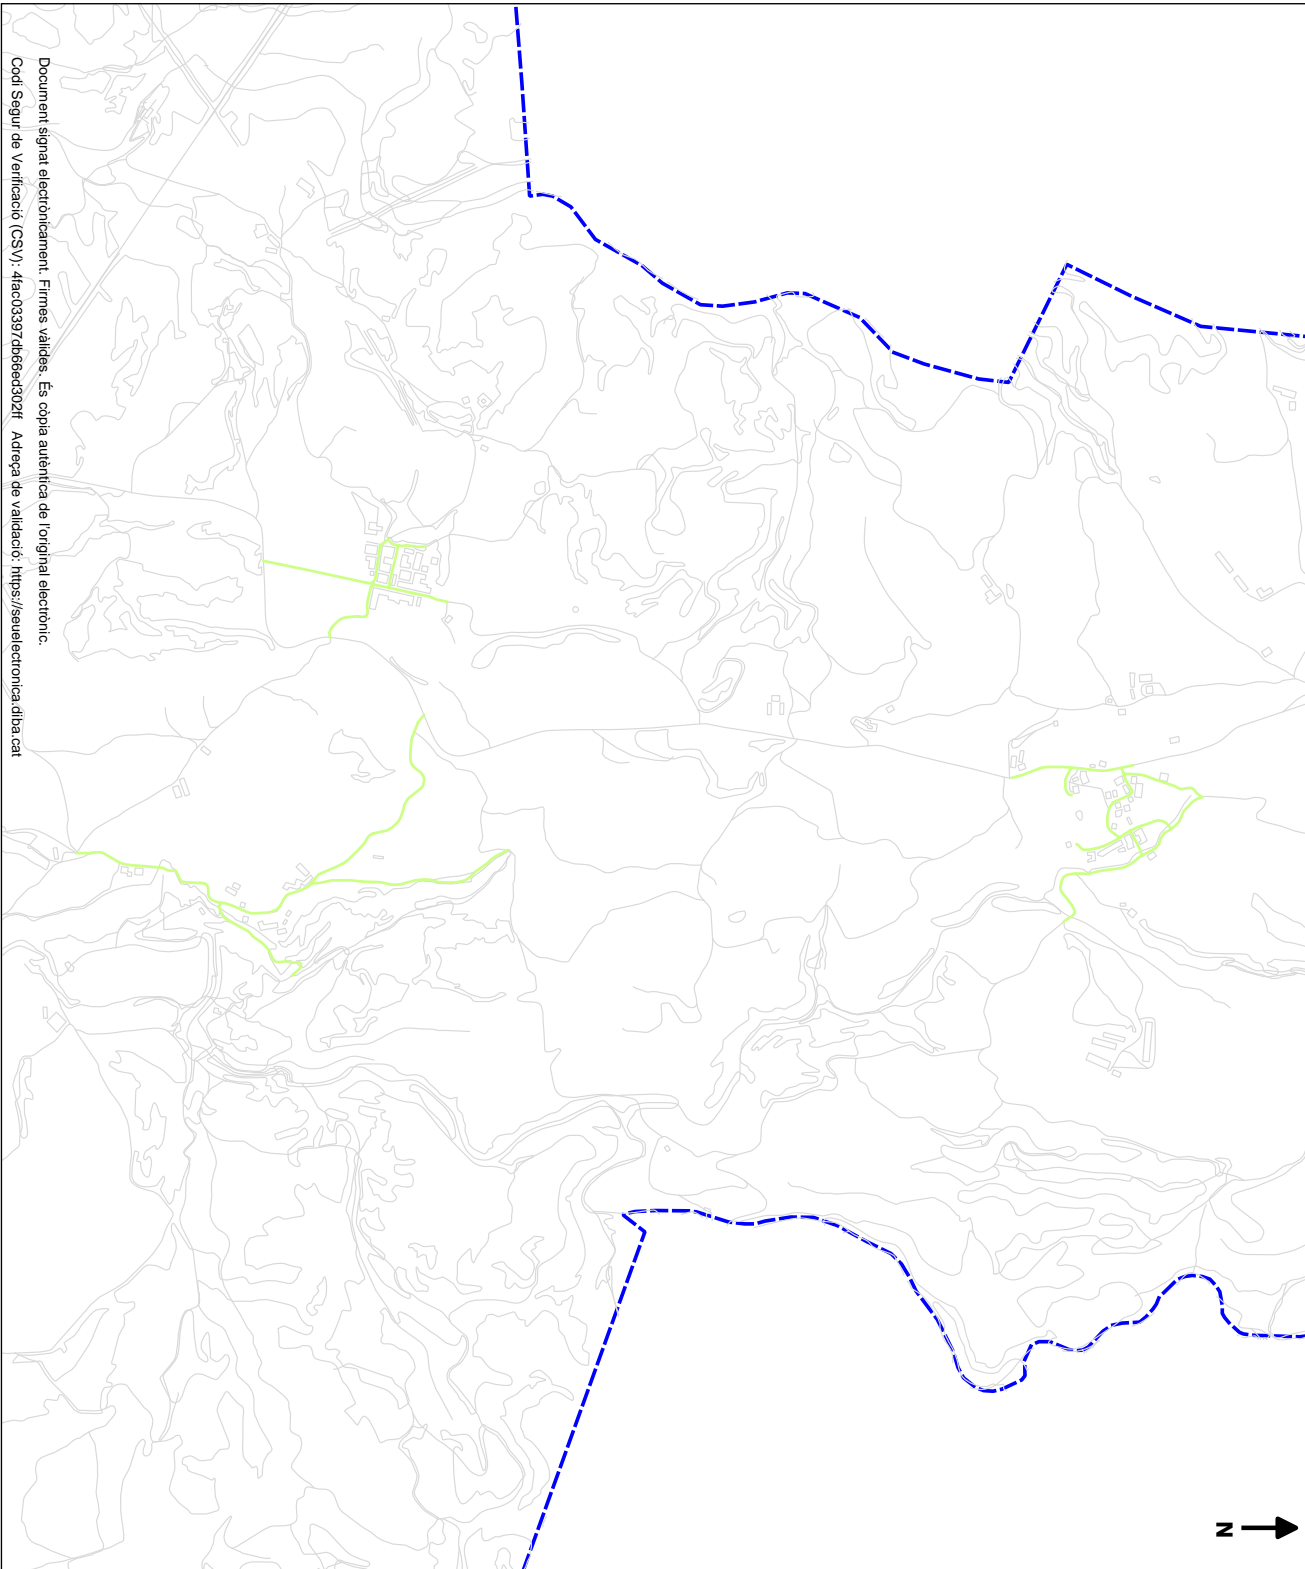 Document signat electrònicament. Firmes vàlides. És còpia autèntica de l'original electrònic.
Codi Segur de Verificació (CSV): 4fac03397db66ed302ff Adreça de validació: https://seuelectronica.diba.cat
N